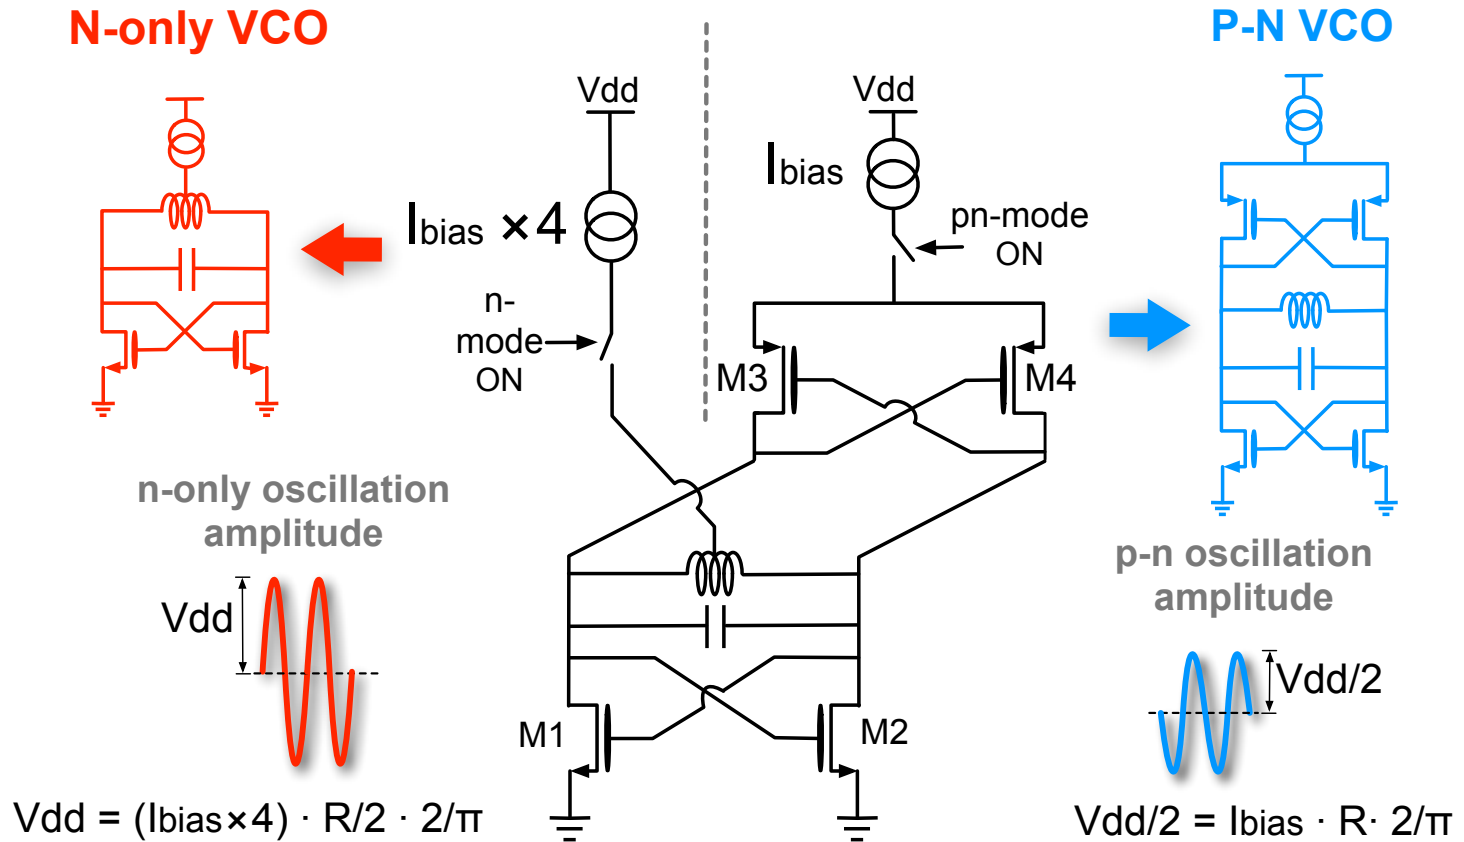 N-only VCO
P-N VCO
Vdd
Vdd
Ibias
Ibias ×4
pn-mode
ON
n-
mode
ON
M3
M4
n-only oscillation
amplitude
p-n oscillation
amplitude
Vdd
Vdd/2
M1
M2
Vdd = (Ibias×4) · R/2 · 2/π
Vdd/2 = Ibias · R· 2/π